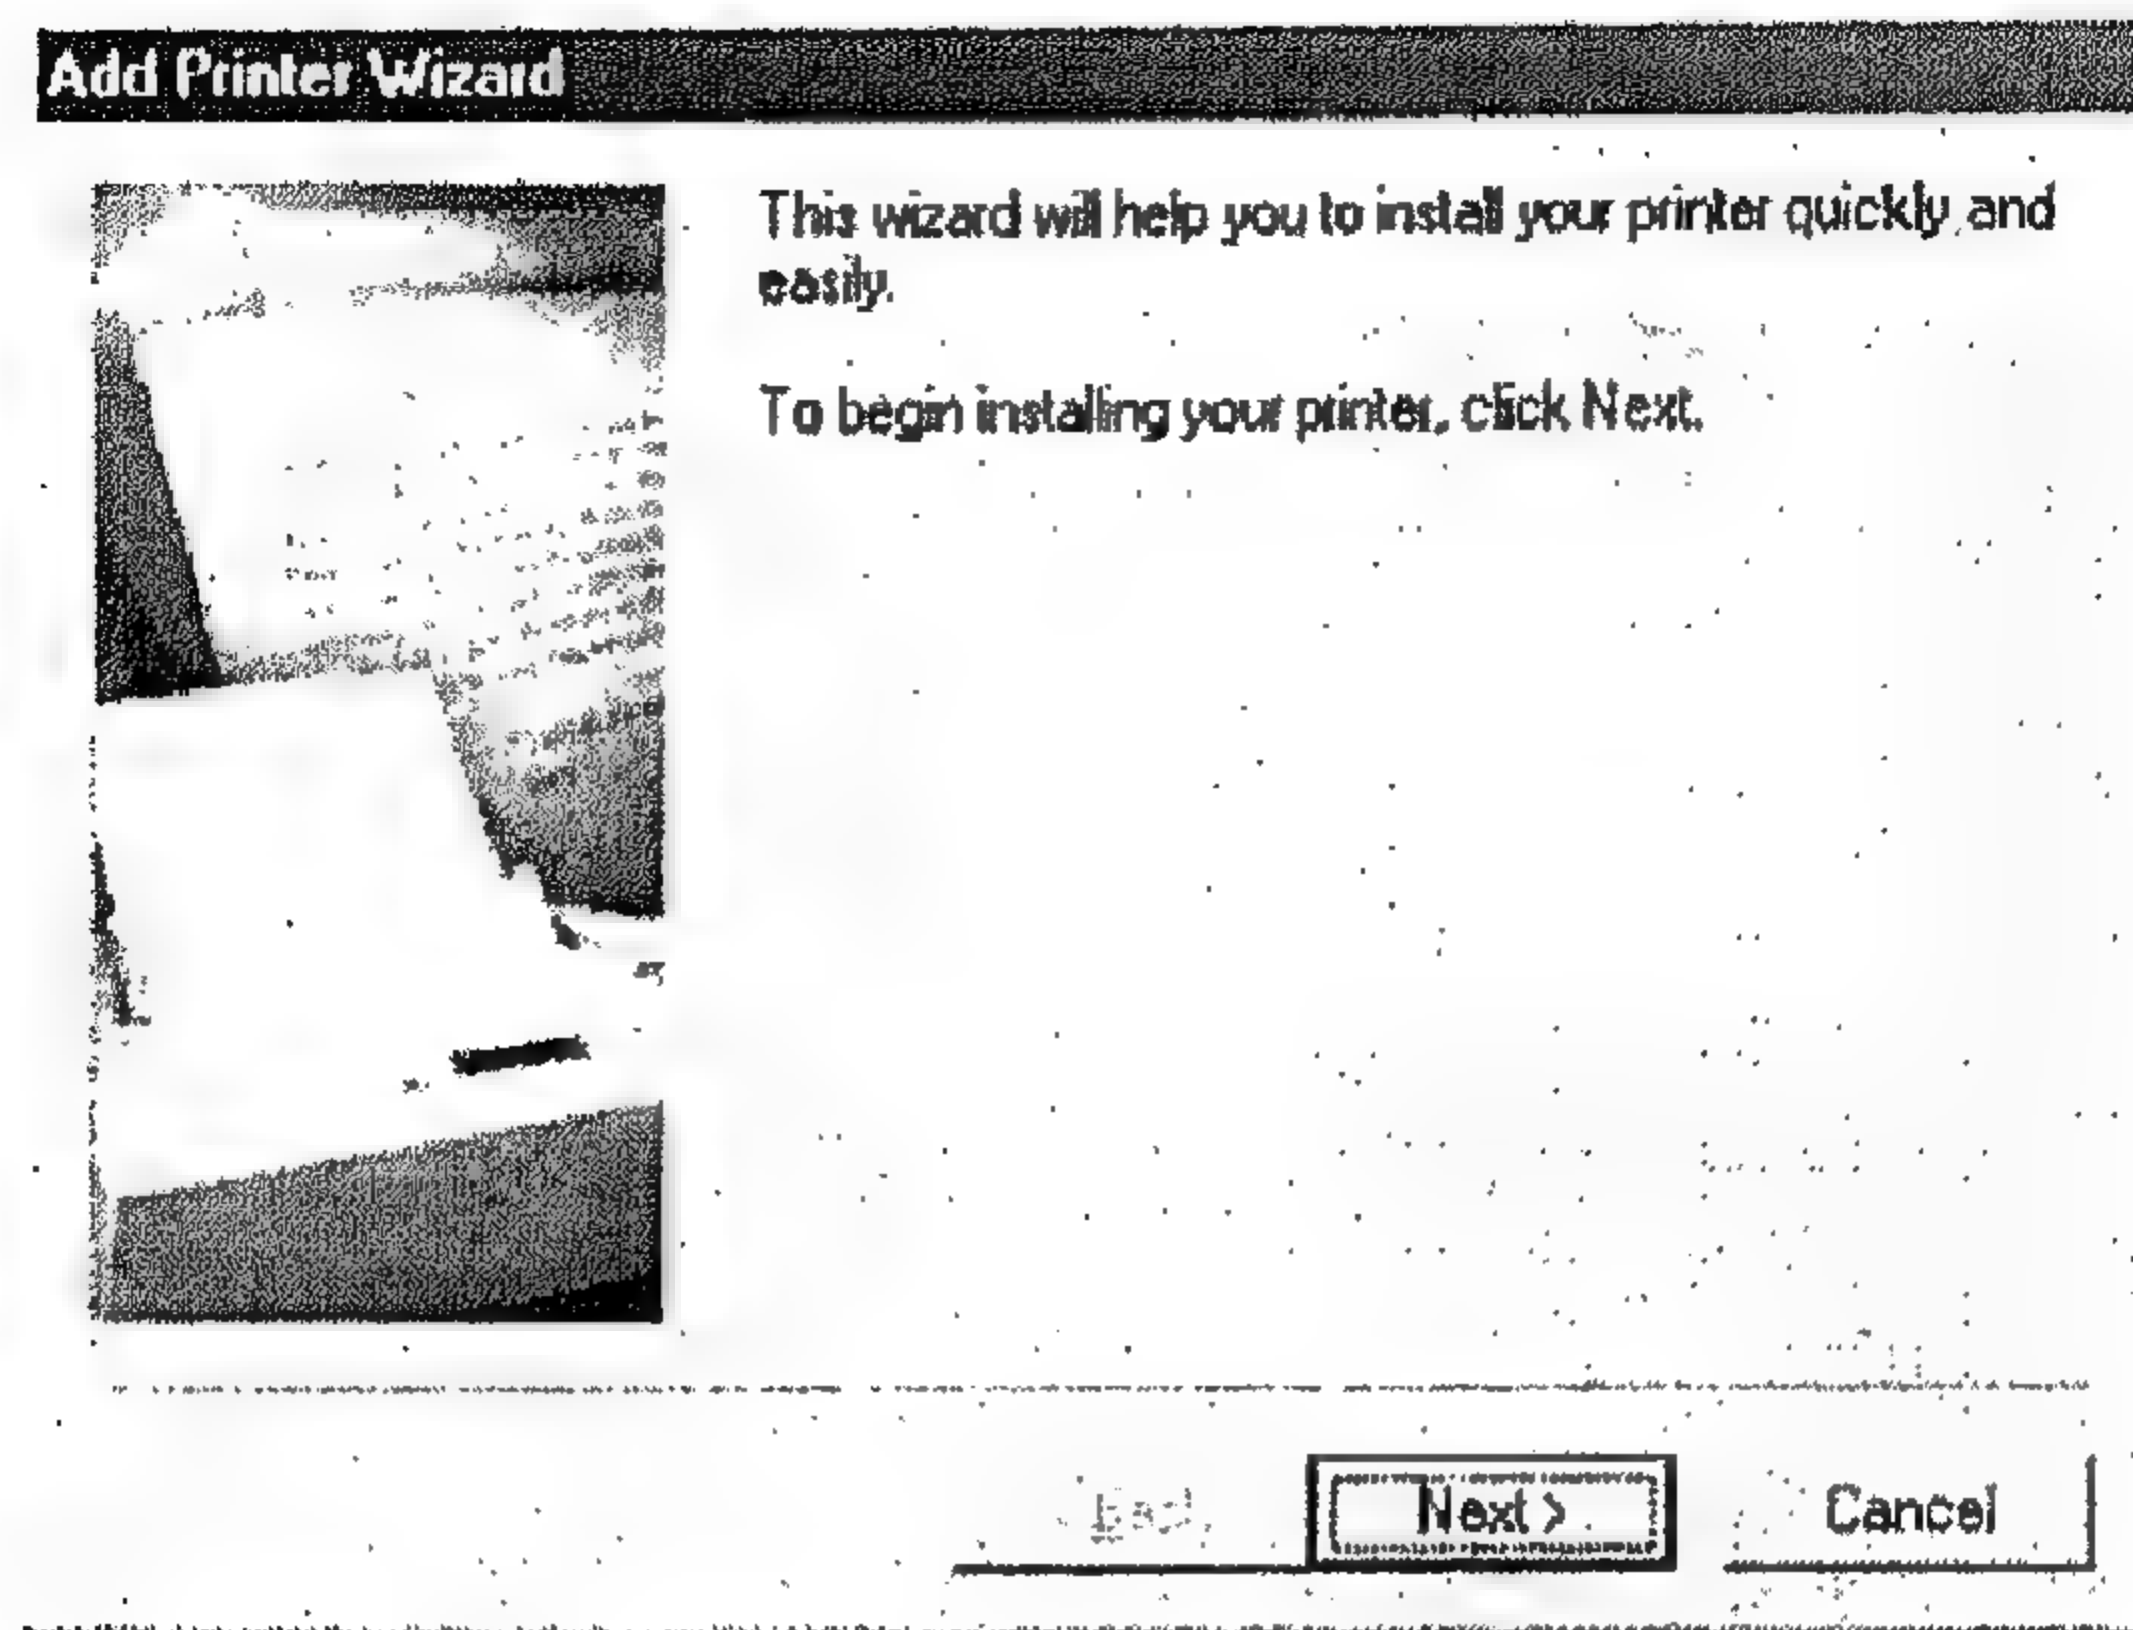 Add Printer Wizard
This wizard will help you to install your printer quickly and
easily.
To begin installing your printer, click Next.
Next > Cancel